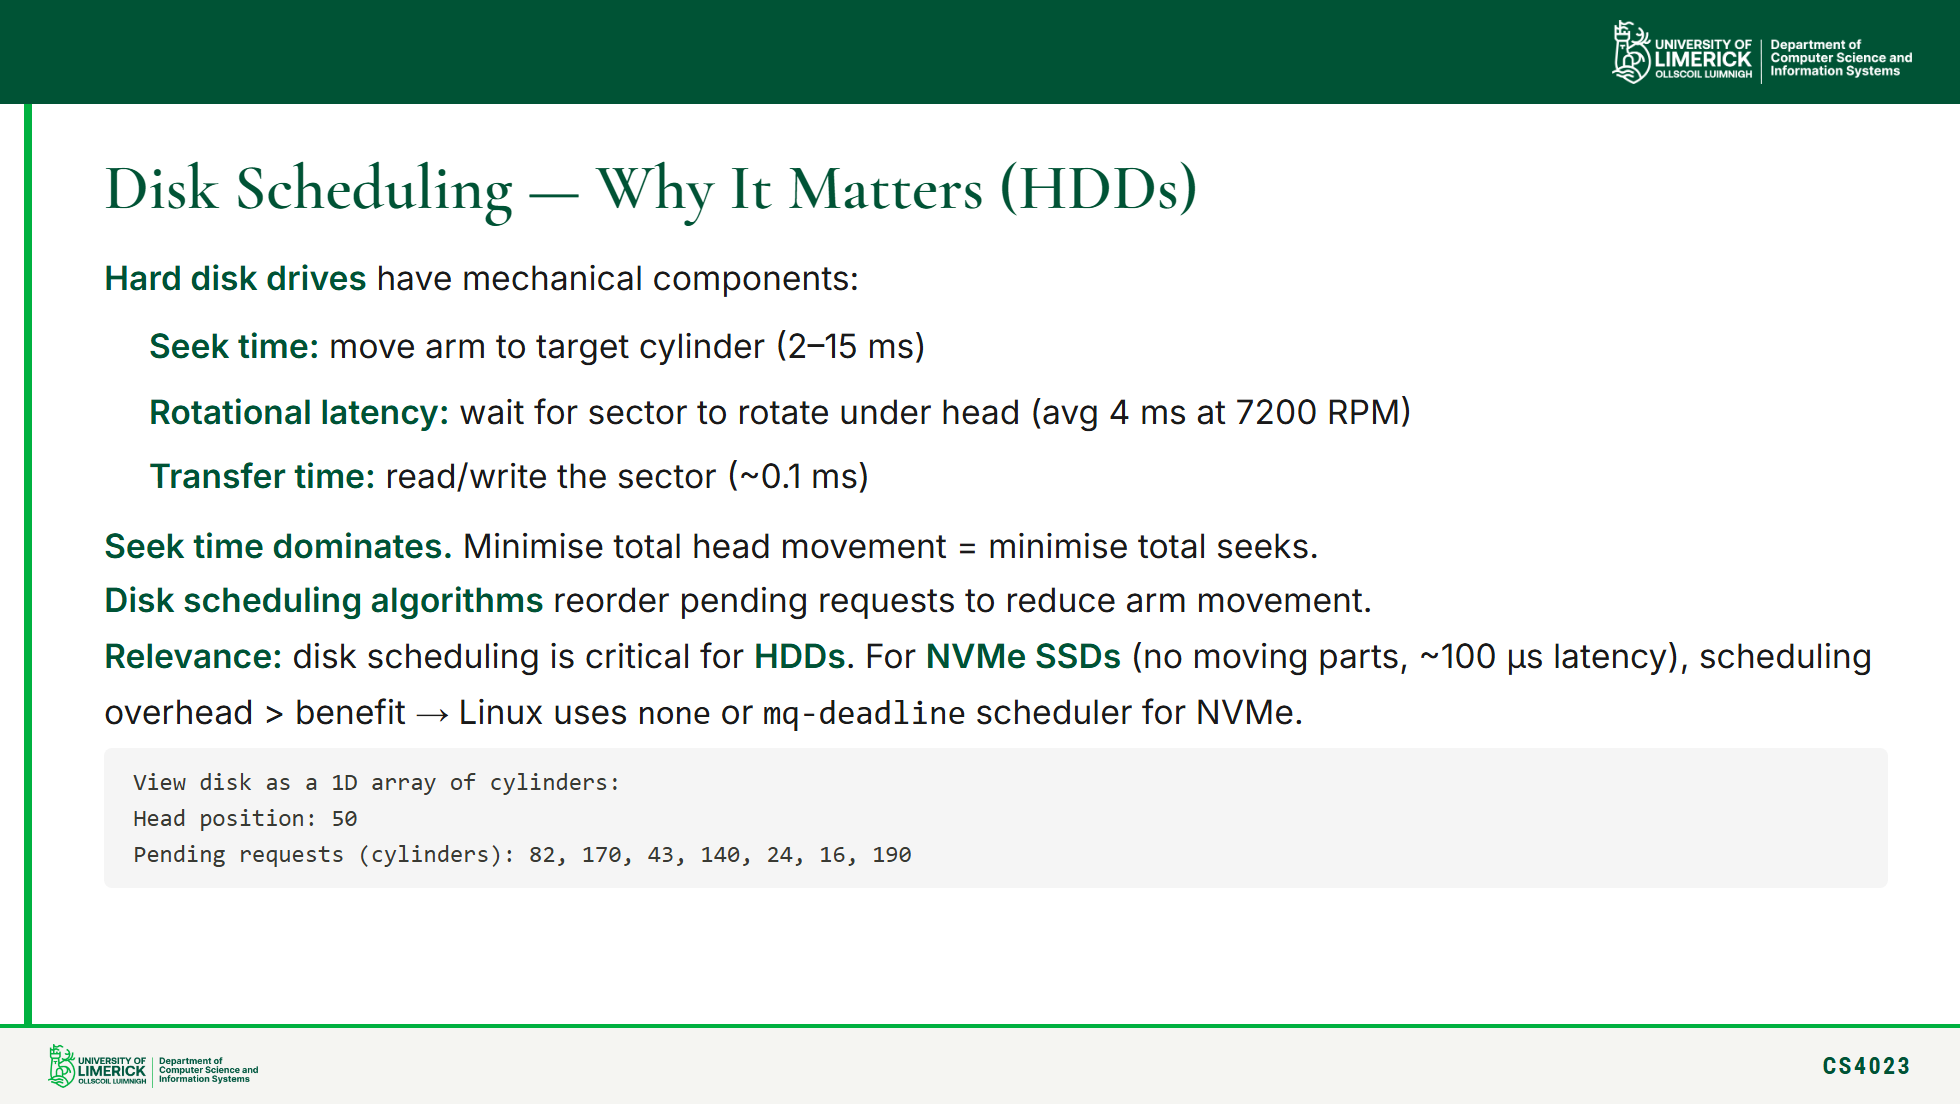 UNIVERSITY OF
LIMERICK
OLLSCOIL LUIMNIGH
Department of
Computer Science and
Information Systems
Disk Scheduling — Why It Matters (HDDs)
Hard disk drives have mechanical components:
Seek time: move arm to target cylinder (2–15 ms)
Rotational latency: wait for sector to rotate under head (avg 4 ms at 7200 RPM)
Transfer time: read/write the sector (~0.1 ms)
Seek time dominates. Minimise total head movement = minimise total seeks.
Disk scheduling algorithms reorder pending requests to reduce arm movement.
Relevance: disk scheduling is critical for HDDs. For NVMe SSDs (no moving parts, ~100 µs latency), scheduling
overhead > benefit → Linux uses none or mq-deadline scheduler for NVMe.
View disk as a 1D array of cylinders:
Head position: 50
Pending requests (cylinders): 82, 170, 43, 140, 24, 16, 190
UNIVERSITY OF
LIMERICK
OLLSCOIL LUIMNIGH
Department of
Computer Science and
Information Systems
CS4023